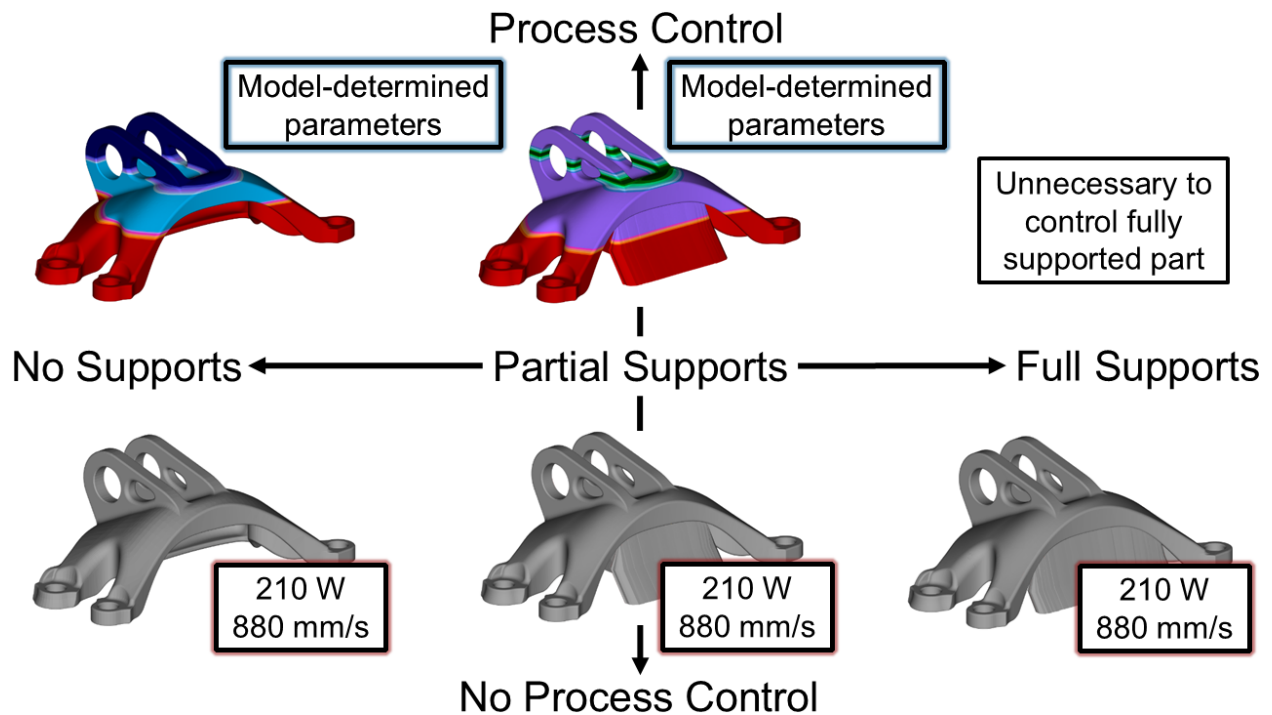 Process Control
Model-determined
parameters
Model-determined
parameters
Unnecessary to
control fully
supported part
No Supports
Partial Supports
Full Supports
210 W
880 mm/s
210 W
880 mm/s
210 W
880 mm/s
No Process Control